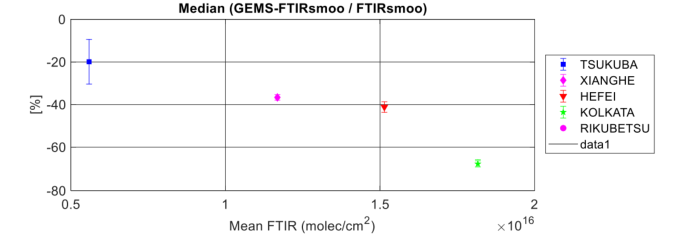 Median (GEMS-FTIRsmoo / FTIRsmoo)
0
-20
-40
-60
-80
[%]
0.5 1 1.5 2
Mean FTIR (molec/cm²)
×10¹⁶
TSUKUBA
XIANGHE
HEFEI
KOLKATA
RIKUBETSU
data1